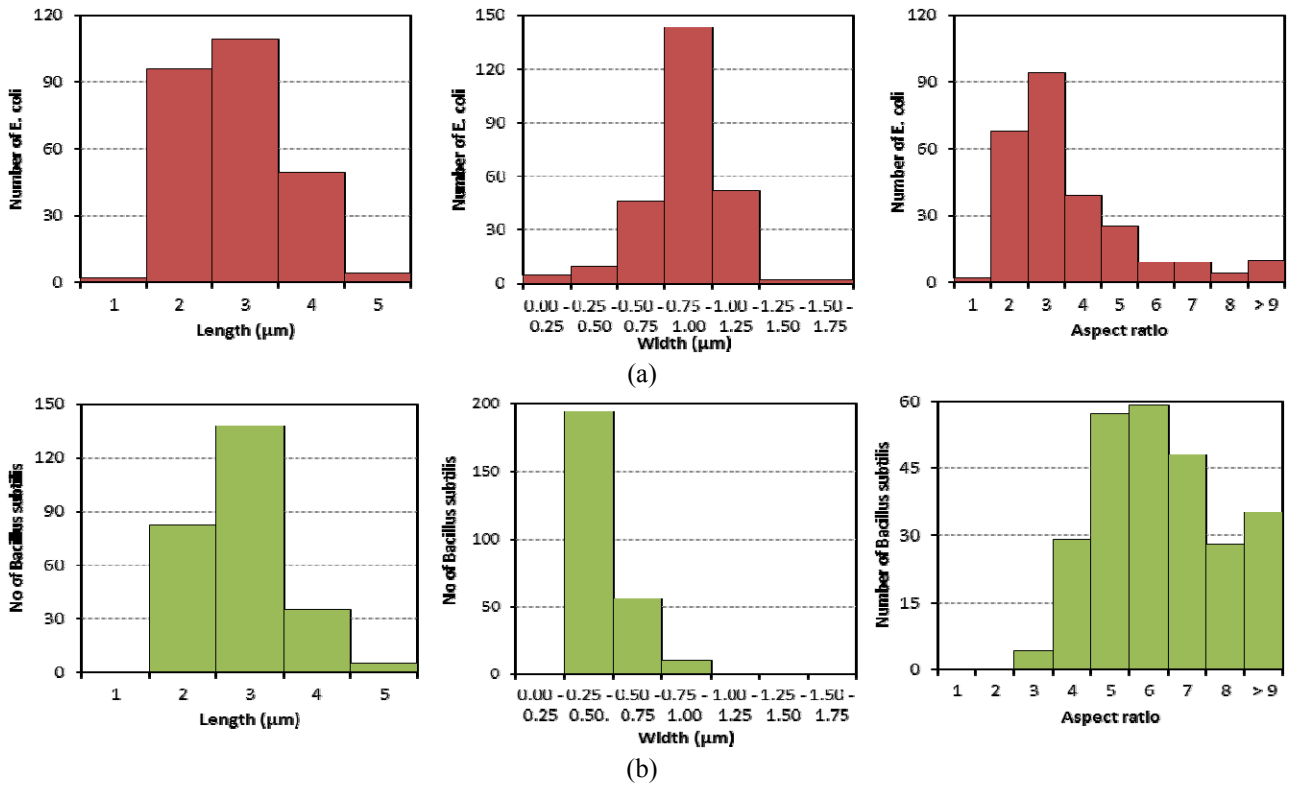 120
90
60
30
0
Number of E. coli
1 2 3 4 5
Length (µm)
150
120
90
60
30
0
Number of E. coli
0.00 -0.25 -0.50 -0.75 -1.00 -1.25 -1.50 -
0.25 0.50 0.75 1.00 1.25 1.50 1.75
Width (µm)
120
90
60
30
0
Number of E. coli
1 2 3 4 5 6 7 8 > 9
Aspect ratio
(a)
150
120
90
60
30
0
No of Bacillus subtilis
1 2 3 4 5
Length (µm)
200
150
100
50
0
No of Bacillus subtilis
0.00 -0.25 -0.50 -0.75 -1.00 -1.25 -1.50 -
0.25 0.50. 0.75 1.00 1.25 1.50 1.75
Width (µm)
60
45
30
15
0
Number of Bacillus subtilis
1 2 3 4 5 6 7 8 > 9
Aspect ratio
(b)